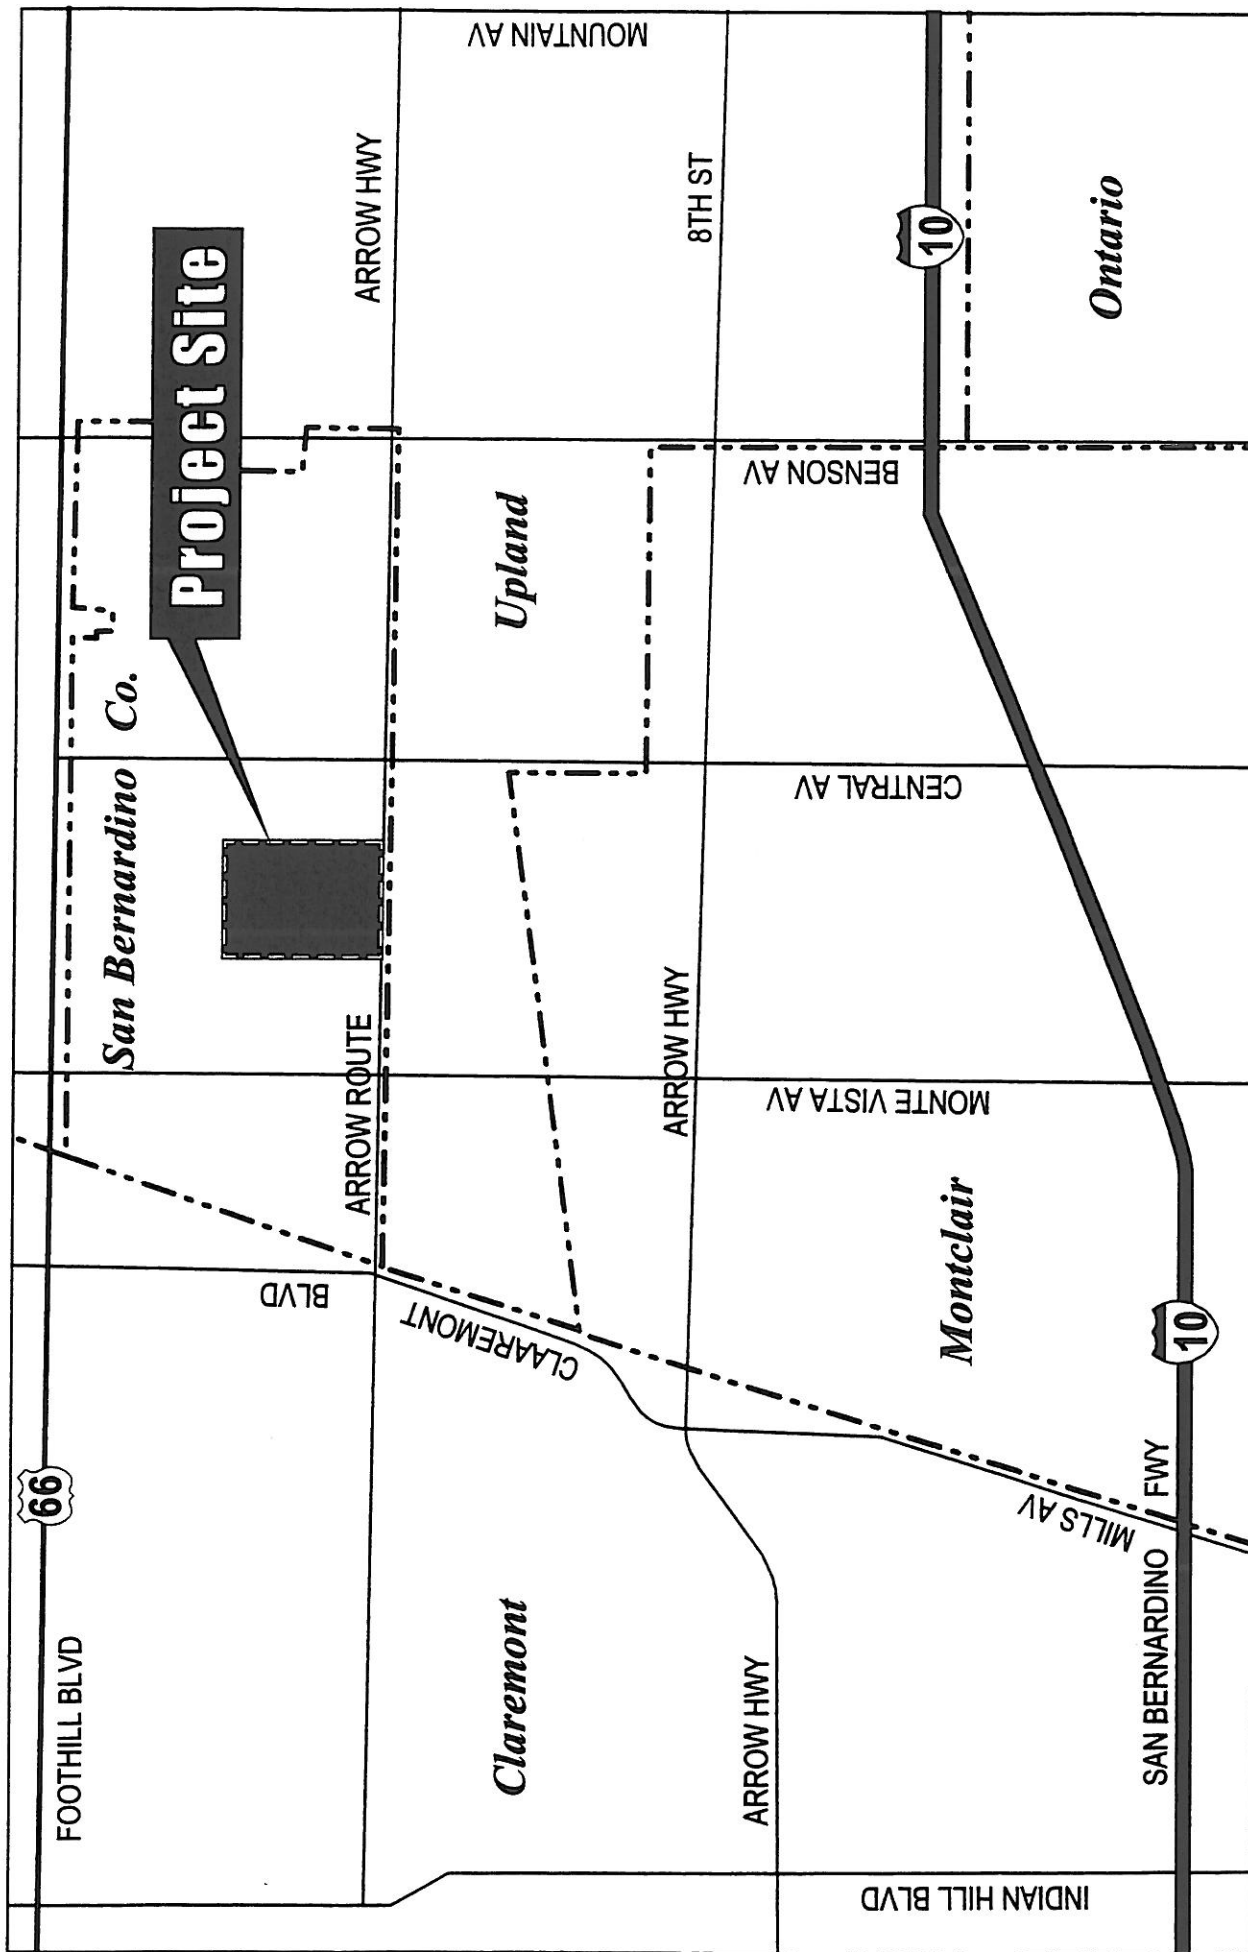 66
FOOTHILL BLVD
San Bernardino Co.
Project Site
BLVD
ARROW ROUTE
ARROW HWY
CLAAREMONT
Claremont
Upland
MOUNTAIN AV
ARROW HWY
ARROW HWY
8TH ST
BENSON AV
CENTRAL AV
MONTE VISTA AV
Montclair
MILLS AV
INDIAN HILL BLVD
SAN BERNARDINO FWY
10
10
Ontario